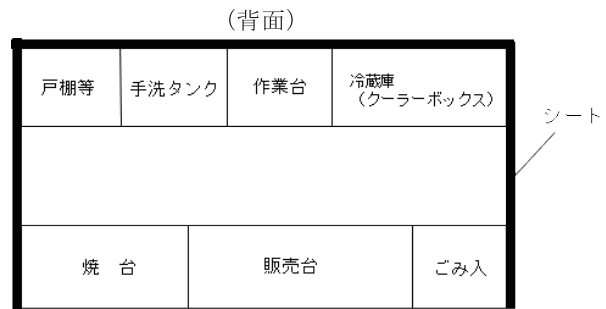 （背面）
戸棚等
手洗タンク
作業台
冷蔵庫
（クーラーボックス）
シート
焼　台
販売台
ごみ入